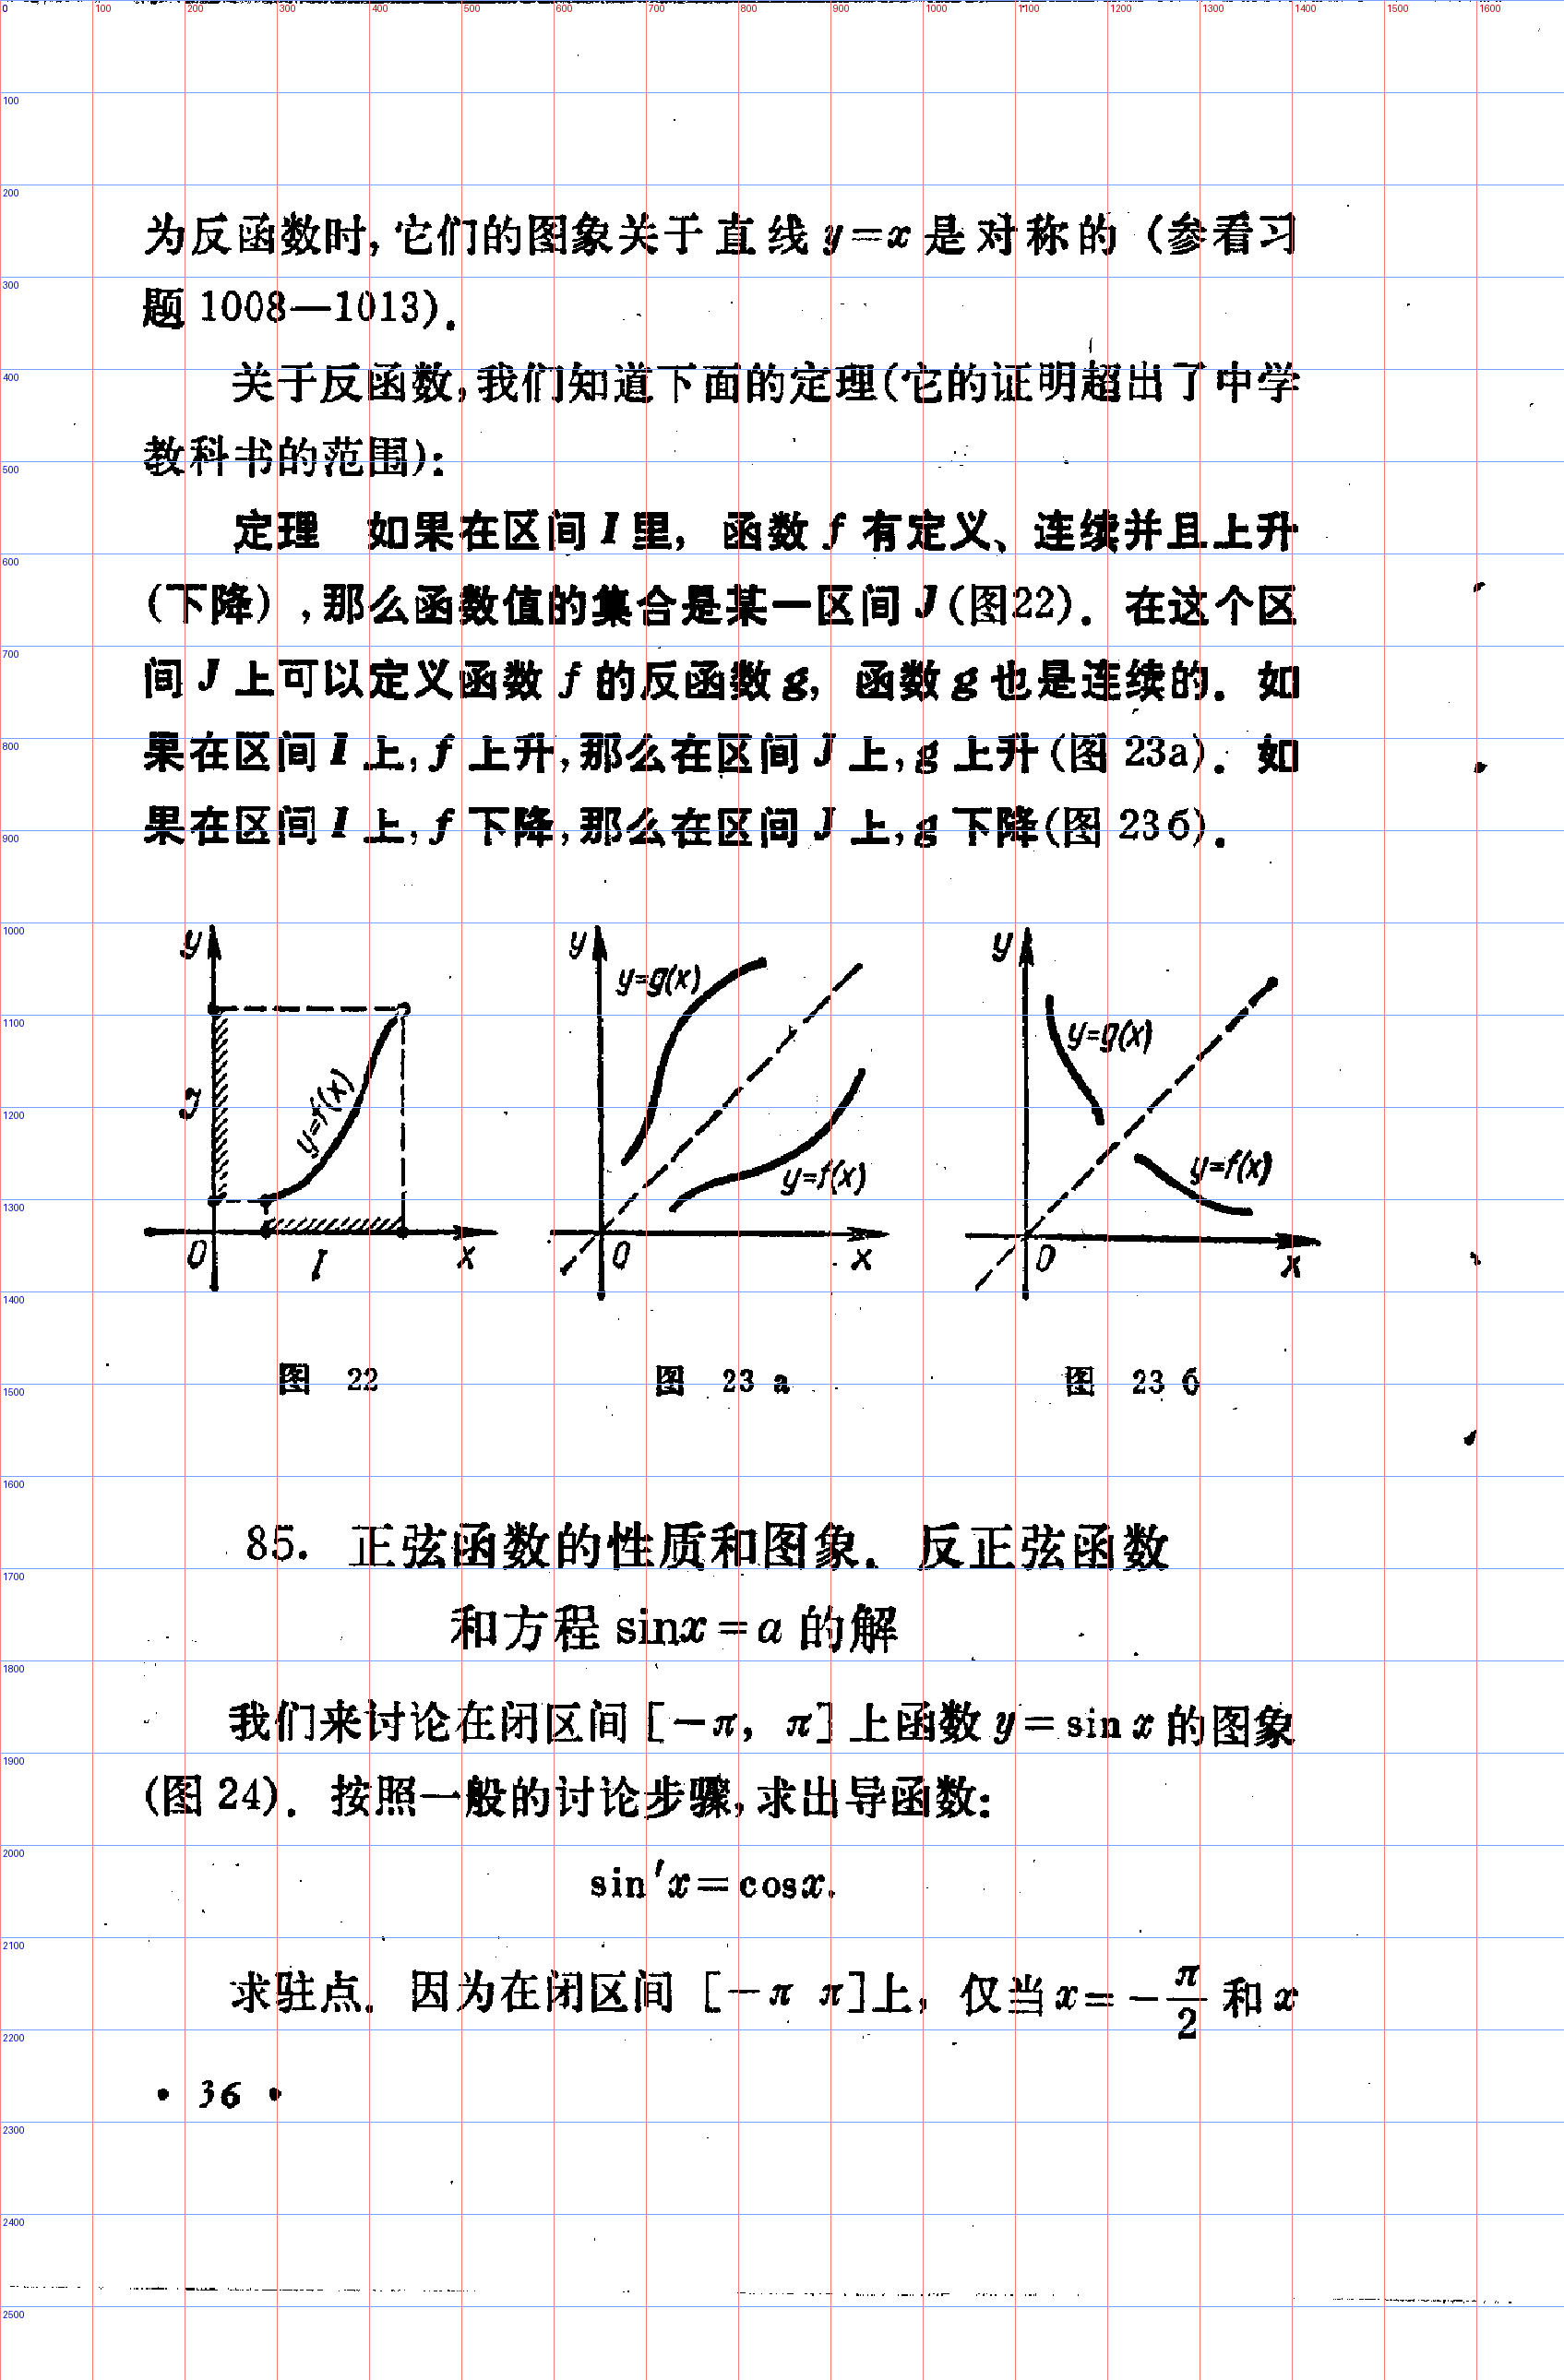 为反函数时,它们的图象关于直线 y=x 是对称的（参看习
题 1008—1013).
关于反函数,我们知道下面的定理(它的证明超出了中学
教科书的范围):
定理　如果在区间 I 里, 函数 f 有定义、连续并且上升
(下降),那么函数值的集合是某一区间 J(图22). 在这个区
间 J 上可以定义函数 f 的反函数 g, 函数 g 也是连续的. 如
果在区间 I 上,f 上升,那么在区间 J 上,g 上升(图 23a). 如
果在区间 I 上,f 下降,那么在区间 J 上,g 下降(图 23б).
y
J
y=f(x)
O I x
图 22
y
y=g(x)
y=f(x)
O x
图 23 a
y
y=g(x)
y=f(x)
O x
图 23 б
85. 正弦函数的性质和图象. 反正弦函数
和方程 sinx = a 的解
我们来讨论在闭区间 [-π, π] 上函数 y = sin x 的图象
(图 24). 按照一般的讨论步骤,求出导函数:
sin′x = cosx.
求驻点. 因为在闭区间 [-π π]上, 仅当 x = -π/2 和 x
• 36 •